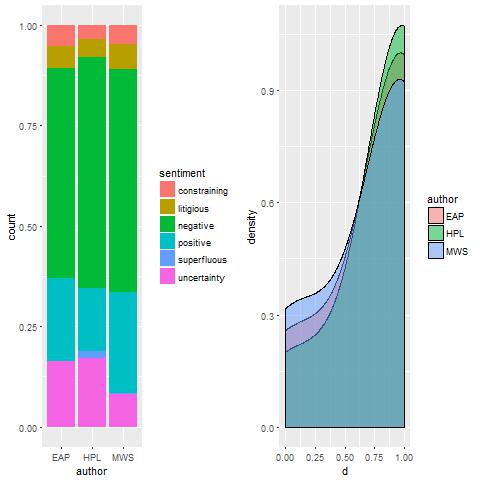 1.00
0.75
0.50
0.25
0.00
count
EAP HPL MWS
author
sentiment
constraining
litigious
negative
positive
superfluous
uncertainty
0.9
0.6
0.3
0.0
density
0.00 0.25 0.50 0.75 1.00
d
author
EAP
HPL
MWS